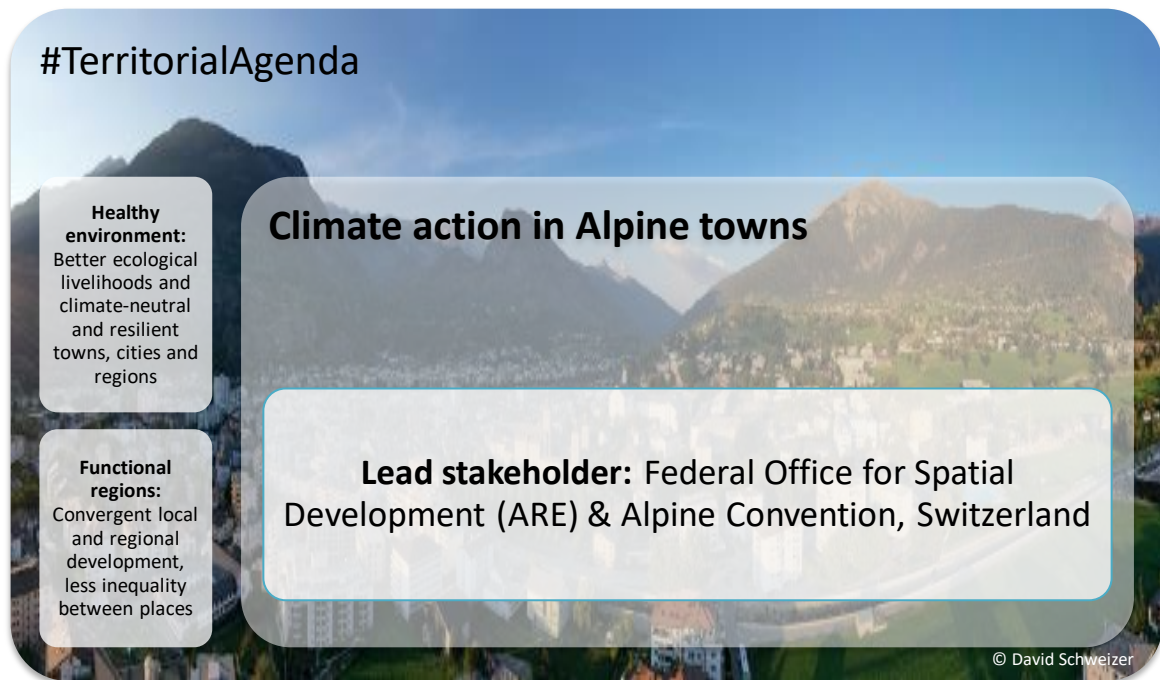 #TerritorialAgenda
Healthy
environment:
Better ecological
livelihoods and
climate-neutral
and resilient
towns, cities and
regions
Functional
regions:
Convergent local
and regional
development,
less inequality
between places
Climate action in Alpine towns
Lead stakeholder: Federal Office for Spatial
Development (ARE) & Alpine Convention, Switzerland
© David Schweizer